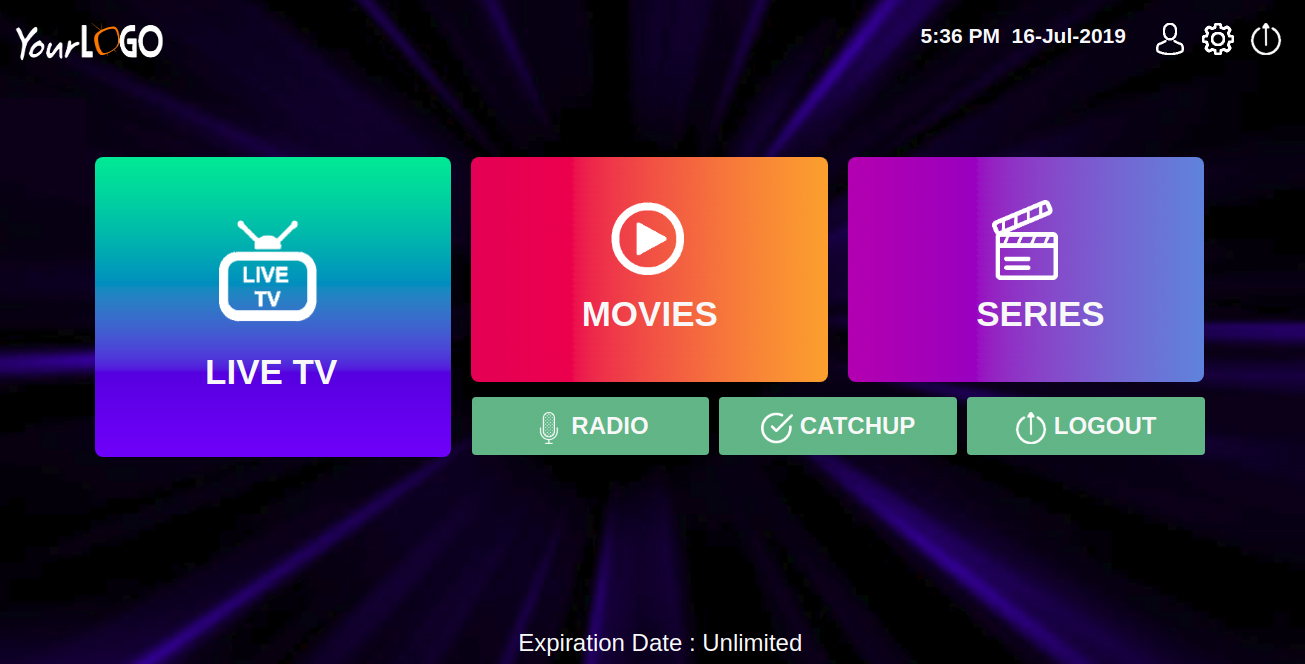 YourLOGO
5:36 PM 16-Jul-2019
LIVE
TV
LIVE TV
MOVIES
SERIES
RADIO
CATCHUP
LOGOUT
Expiration Date : Unlimited